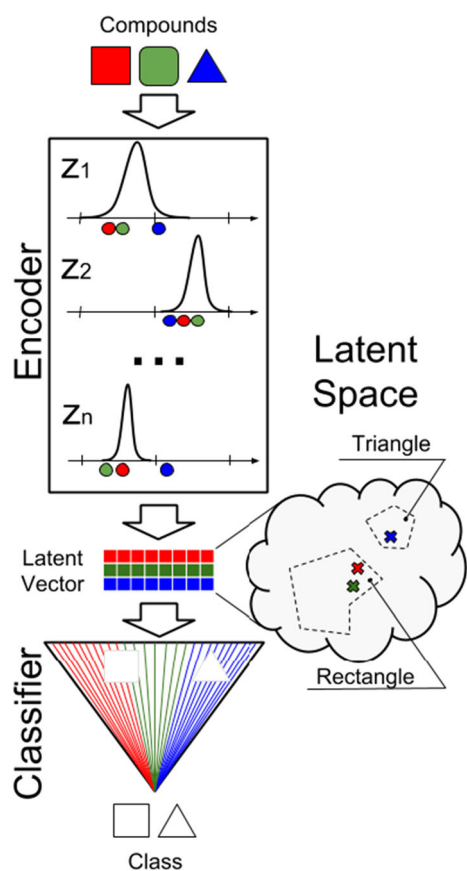 Compounds
Encoder
z1
z2
zn
Latent
Space
Triangle
Rectangle
Latent
Vector
Classifier
Class